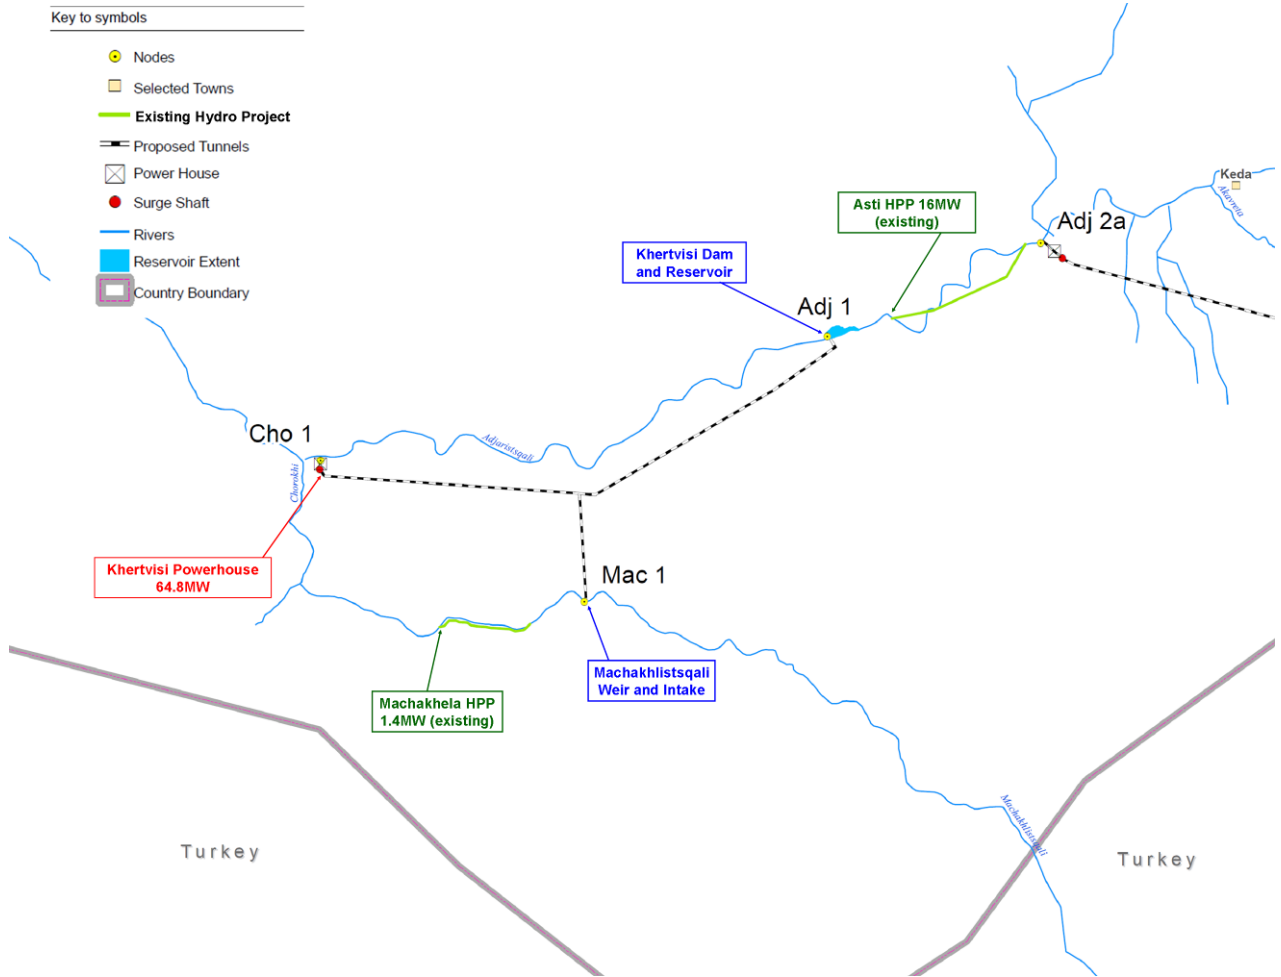 Key to symbols
Nodes
Selected Towns
Existing Hydro Project
Proposed Tunnels
Power House
Surge Shaft
Rivers
Reservoir Extent
Country Boundary
Keda
Akavreta
Asti HPP 16MW
(existing)
Adj 2a
Khertvisi Dam
and Reservoir
Adj 1
Cho 1
Adjaristsqali
Chorokhi
Khertvisi Powerhouse
64.8MW
Mac 1
Machakhlistsqali
Weir and Intake
Machakhela HPP
1.4MW (existing)
Machakhlistsqali
Turkey
Turkey